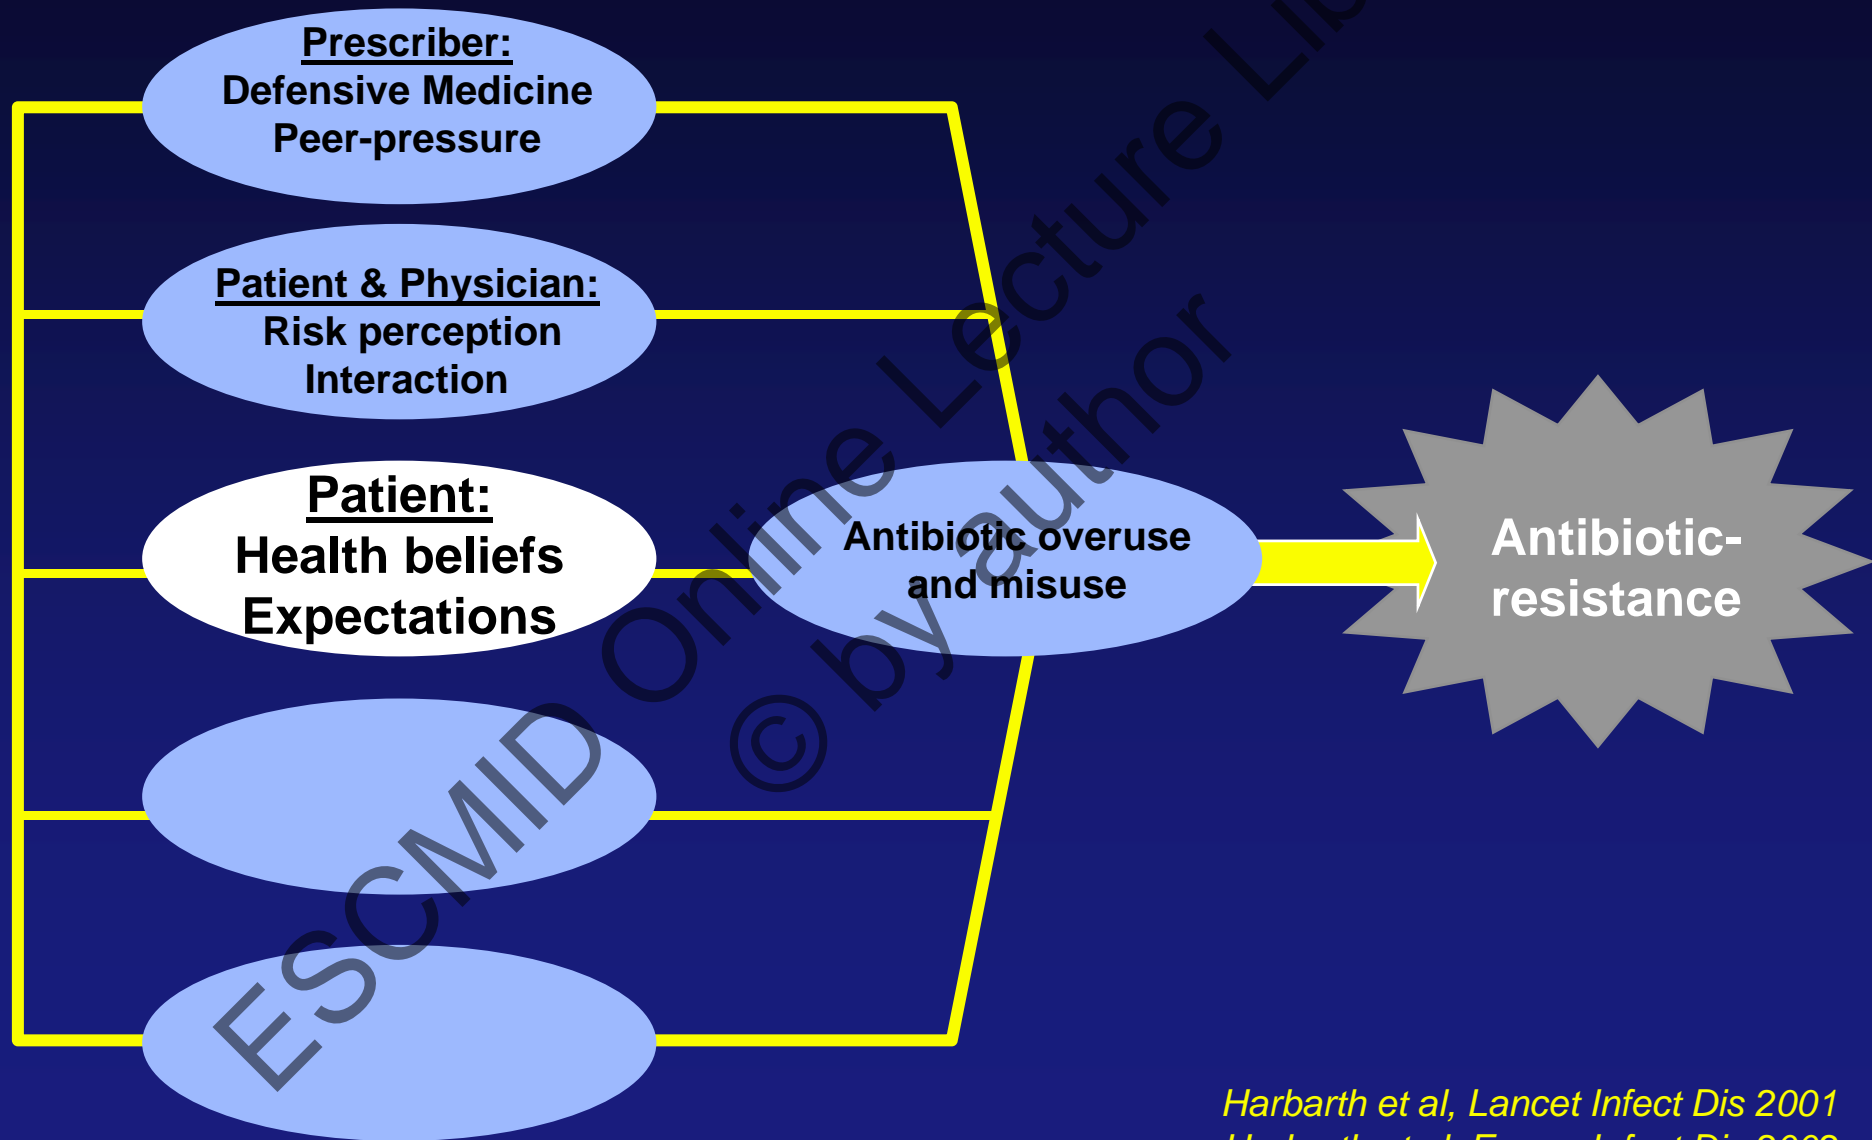 Prescriber:
Defensive Medicine
Peer-pressure
Patient & Physician:
Risk perception
Interaction
Patient:
Health beliefs
Expectations
Antibiotic overuse
and misuse
Antibiotic-
resistance
ESCMID Online Lecture
© by author
Harbarth et al, Lancet Infect Dis 2001